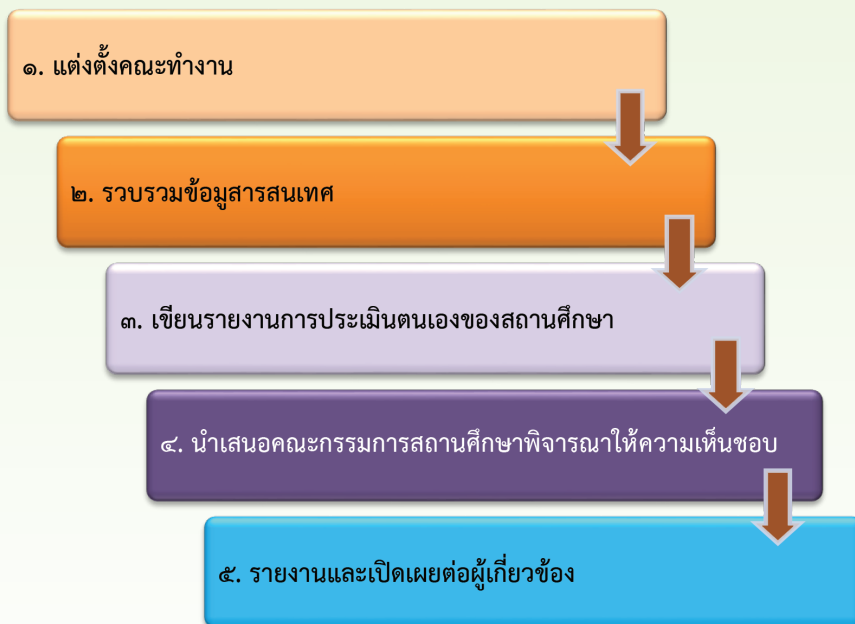 ๑. แต่งตั้งคณะทำงาน
๒. รวบรวมข้อมูสารสนเทศ
๓. เขียนรายงานการประเมินตนเองของสถานศึกษา
๔. นำเสนอคณะกรรมการสถานศึกษาพิจารณาให้ความเห็นชอบ
๕. รายงานและเปิดเผยต่อผู้เกี่ยวข้อง